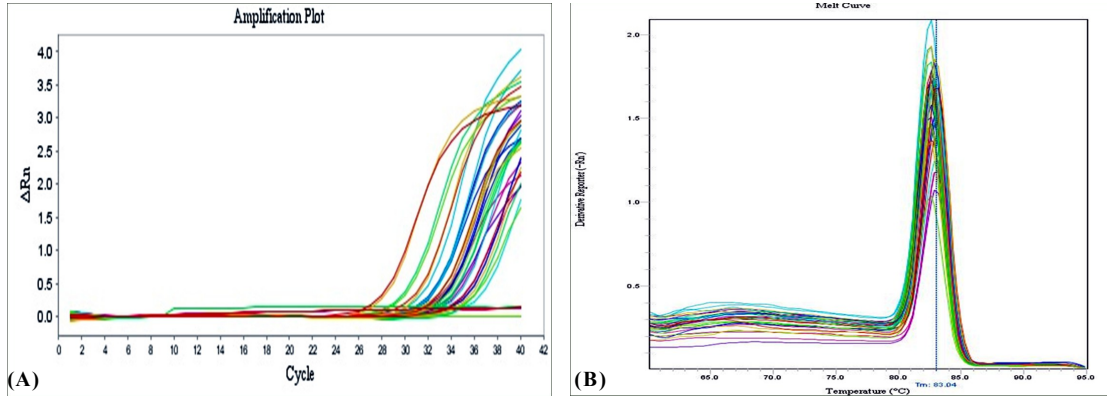 Amplification Plot
ΔRn
4.0
3.5
3.0
2.5
2.0
1.5
1.0
0.5
0.0
0 2 4 6 8 10 12 14 16 18 20 22 24 26 28 30 32 34 36 38 40 42
Cycle
(A)
Melt Curve
Derivative Reporter (-Rn')
2.0
1.5
1.0
0.5
65.0 70.0 75.0 80.0 85.0 90.0 95.0
Tm: 83.04
Temperature (°C)
(B)